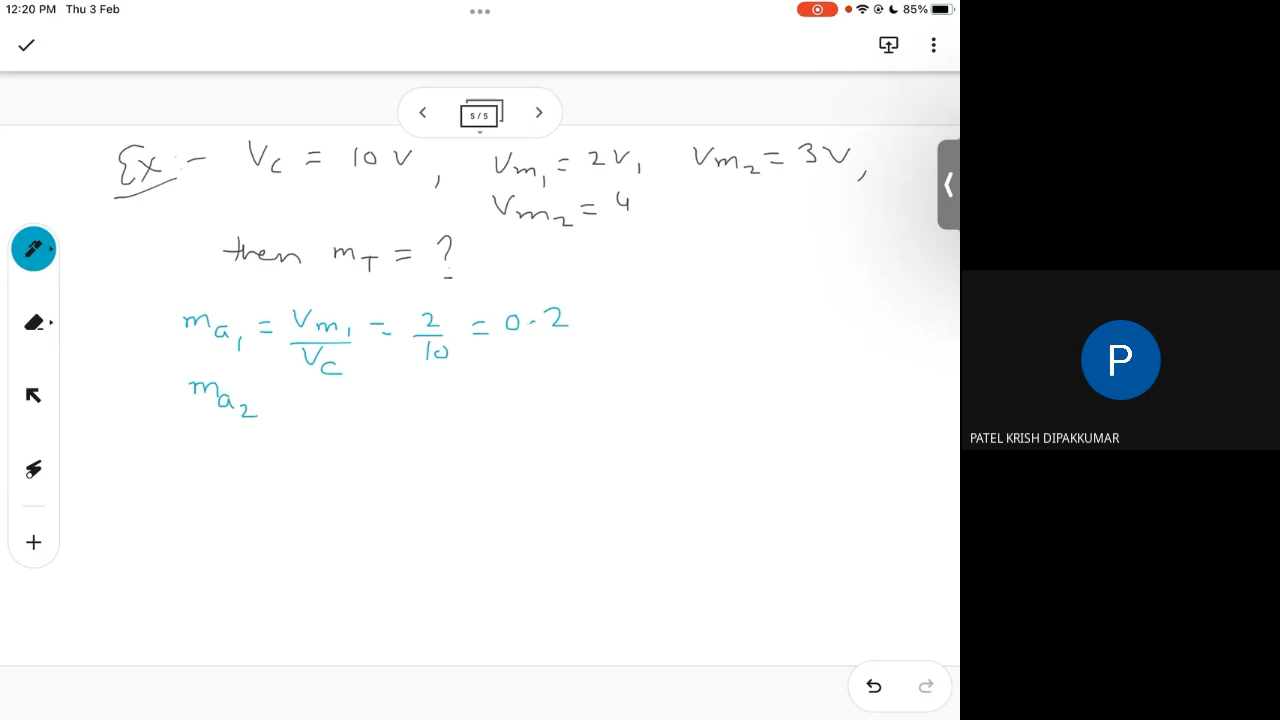 12:20 PM Thu 3 Feb
85%
5 / 5
Ex :- Vc = 10 V, Vm1 = 2V, Vm2 = 3V,
Vm2 = 4
then mT = ?
ma1 = Vm1/Vc = 2/10 = 0.2
ma2
P
PATEL KRISH DIPAKKUMAR